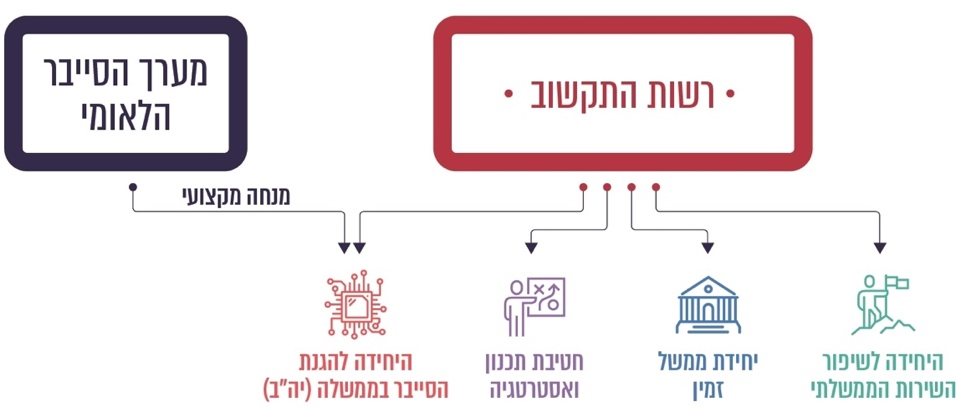 רשות התקשוב
מערך הסייבר
הלאומי
מנחה מקצועי
היחידה לשיפור
השירות הממשלתי
יחידת ממשל
זמין
חטיבת תכנון
ואסטרטגיה
היחידה להגנת
הסייבר בממשלה (יה"ב)